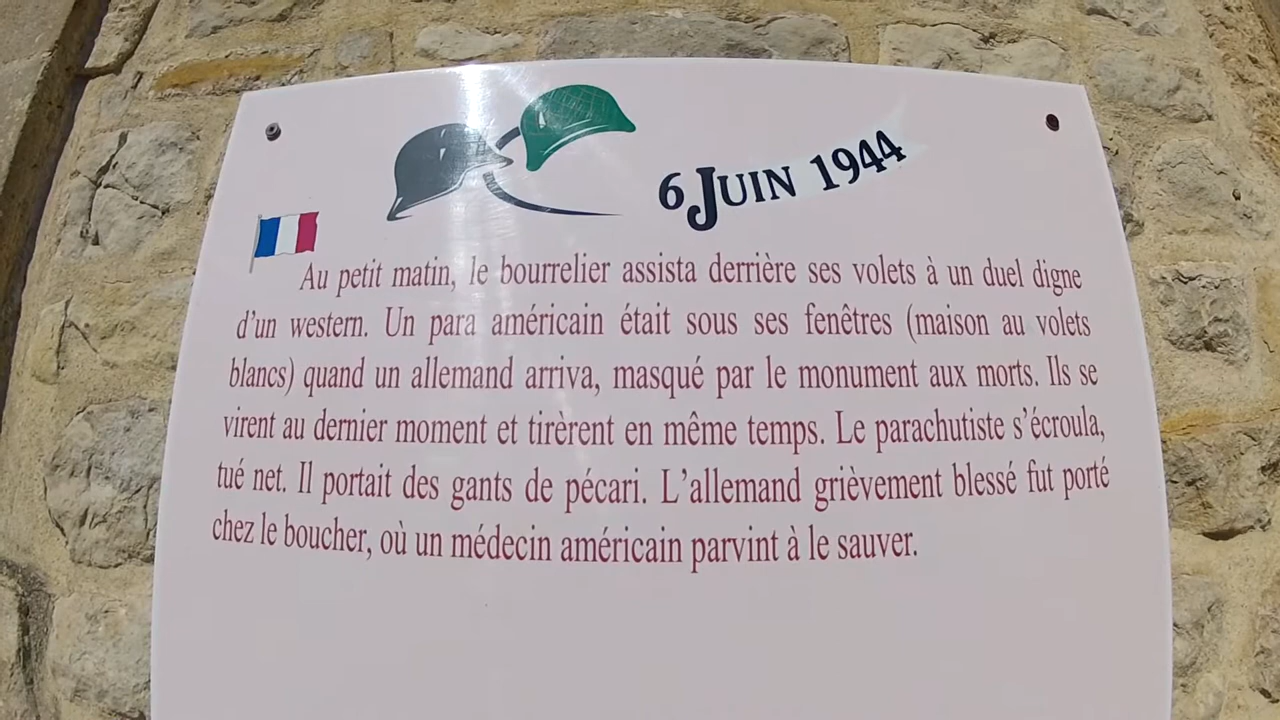 6 JUIN 1944
Au petit matin, le bourrelier assista derrière ses volets à un duel digne
d'un western. Un para américain était sous ses fenêtres (maison au volets
blancs) quand un allemand arriva, masqué par le monument aux morts. Ils se
virent au dernier moment et tirèrent en même temps. Le parachutiste s'écroula,
tué net. Il portait des gants de pécari. L'allemand grièvement blessé fut porté
chez le boucher, où un médecin américain parvint à le sauver.